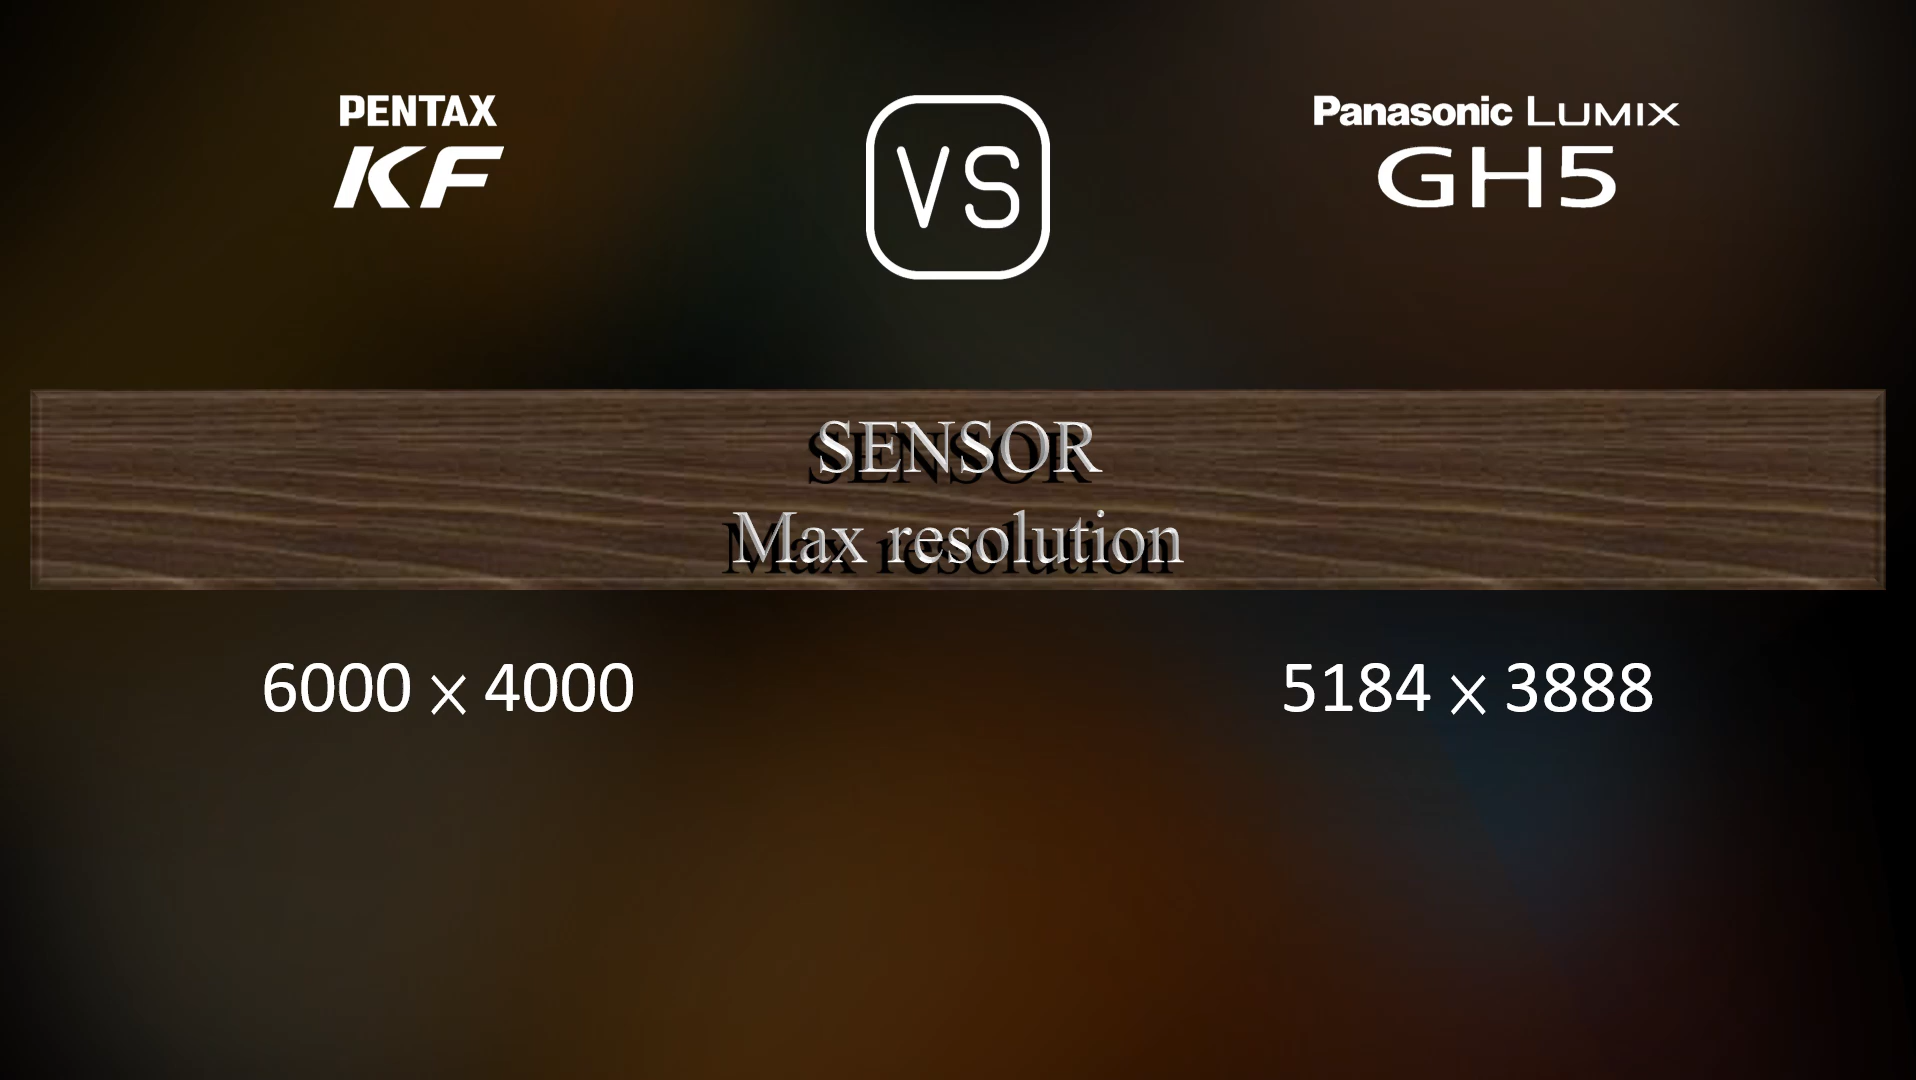 PENTAX
KF
VS
Panasonic LUMIX
GH5
SENSOR
Max resolution
6000 x 4000
5184 x 3888